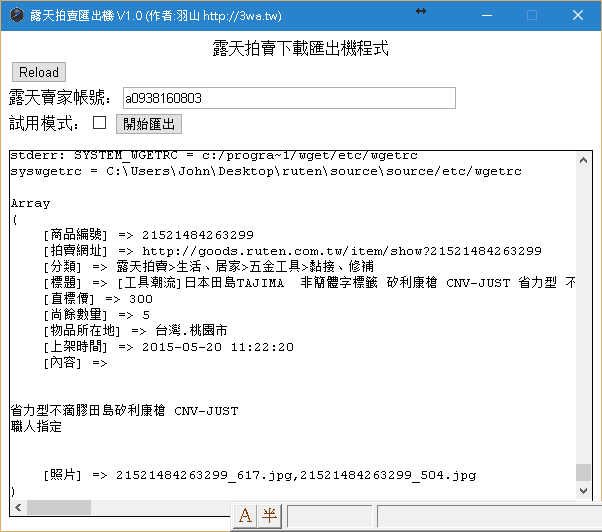 露天拍賣匯出機 V1.0 (作者:羽山 http://3wa.tw)
露天拍賣下載匯出機程式
Reload
露天賣家帳號： a0938160803
試用模式： 開始匯出
stderr: SYSTEM_WGETRC = c:/progra~1/wget/etc/wgetrc
syswgetrc = C:\Users\John\Desktop\ruten\source\source/etc/wgetrc
Array
(
[商品編號] => 21521484263299
[拍賣網址] => http://goods.ruten.com.tw/item/show?21521484263299
[分類] => 露天拍賣>生活、居家>五金工具>黏接、修補
[標題] => [工具潮流]日本田島TAJIMA 非簡體字標籤 矽利康槍 CNV-JUST 省力型 不
[直標價] => 300
[尚餘數量] => 5
[物品所在地] => 台灣.桃園市
[上架時間] => 2015-05-20 11:22:20
[內容] =>
省力型不滴膠田島矽利康槍 CNV-JUST
職人指定
[照片] => 21521484263299_617.jpg,21521484263299_504.jpg
)
A 半